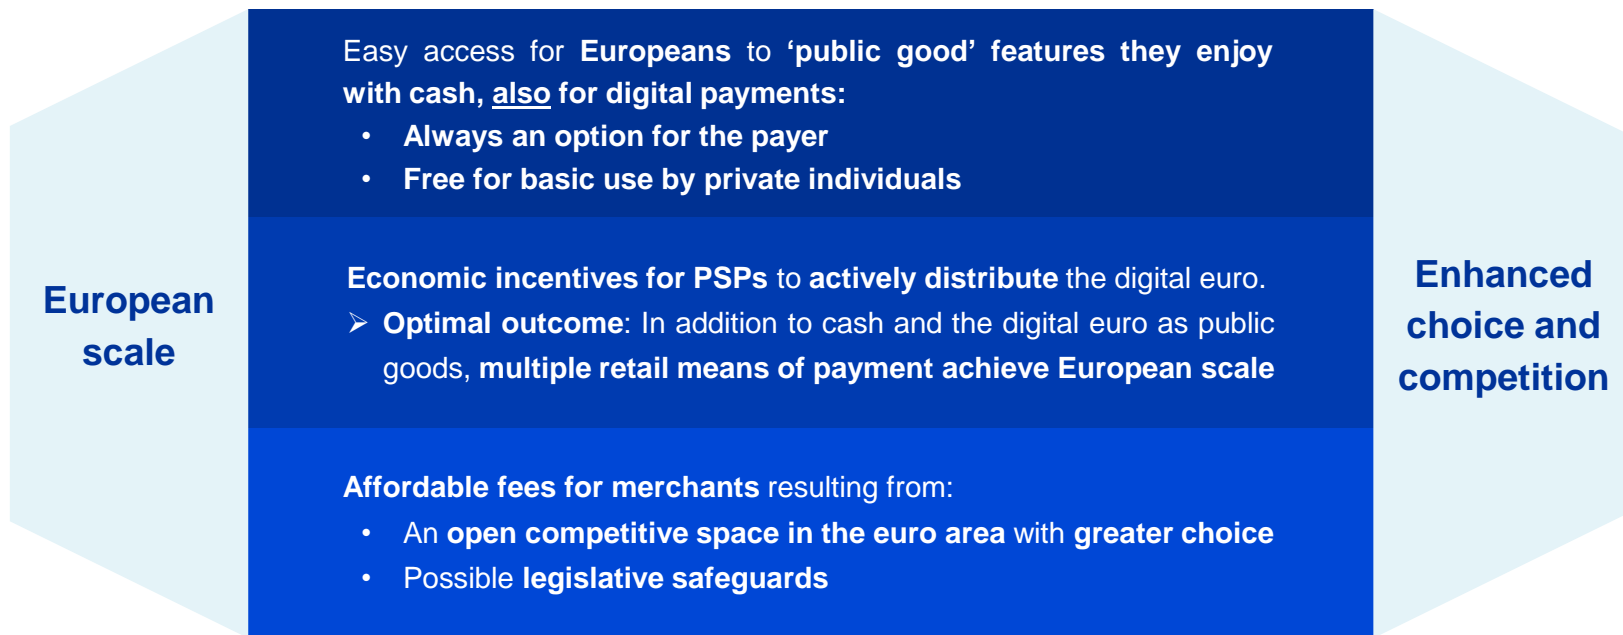 European
scale
Easy access for Europeans to ‘public good’ features they enjoy
with cash, also for digital payments:
• Always an option for the payer
• Free for basic use by private individuals
Economic incentives for PSPs to actively distribute the digital euro.
➢ Optimal outcome: In addition to cash and the digital euro as public
goods, multiple retail means of payment achieve European scale
Affordable fees for merchants resulting from:
• An open competitive space in the euro area with greater choice
• Possible legislative safeguards
Enhanced
choice and
competition